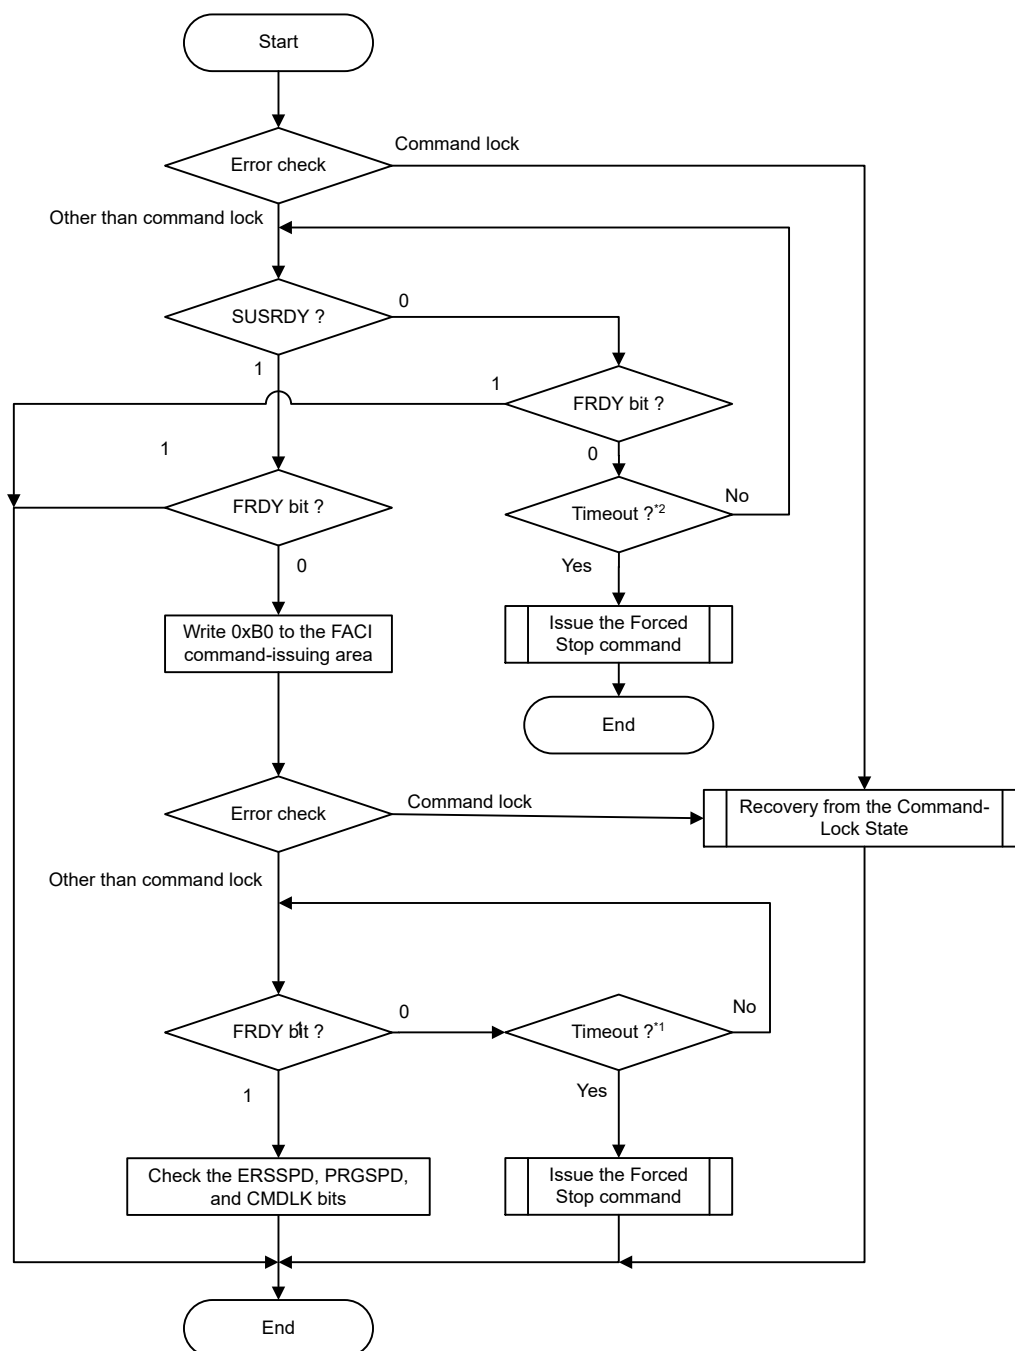 Start
Command lock
Error check
Other than command lock
0
SUSRDY ?
1
1
FRDY bit ?
1
0
No
FRDY bit ?
Timeout ?*2
0
Yes
Write 0xB0 to the FACI
command-issuing area
Issue the Forced
Stop command
End
Command lock
Error check
Recovery from the Command-
Lock State
Other than command lock
0
No
FRDY bit ?
1
Timeout ?*1
1
Yes
Check the ERSSPD, PRGSPD,
and CMDLK bits
Issue the Forced
Stop command
End